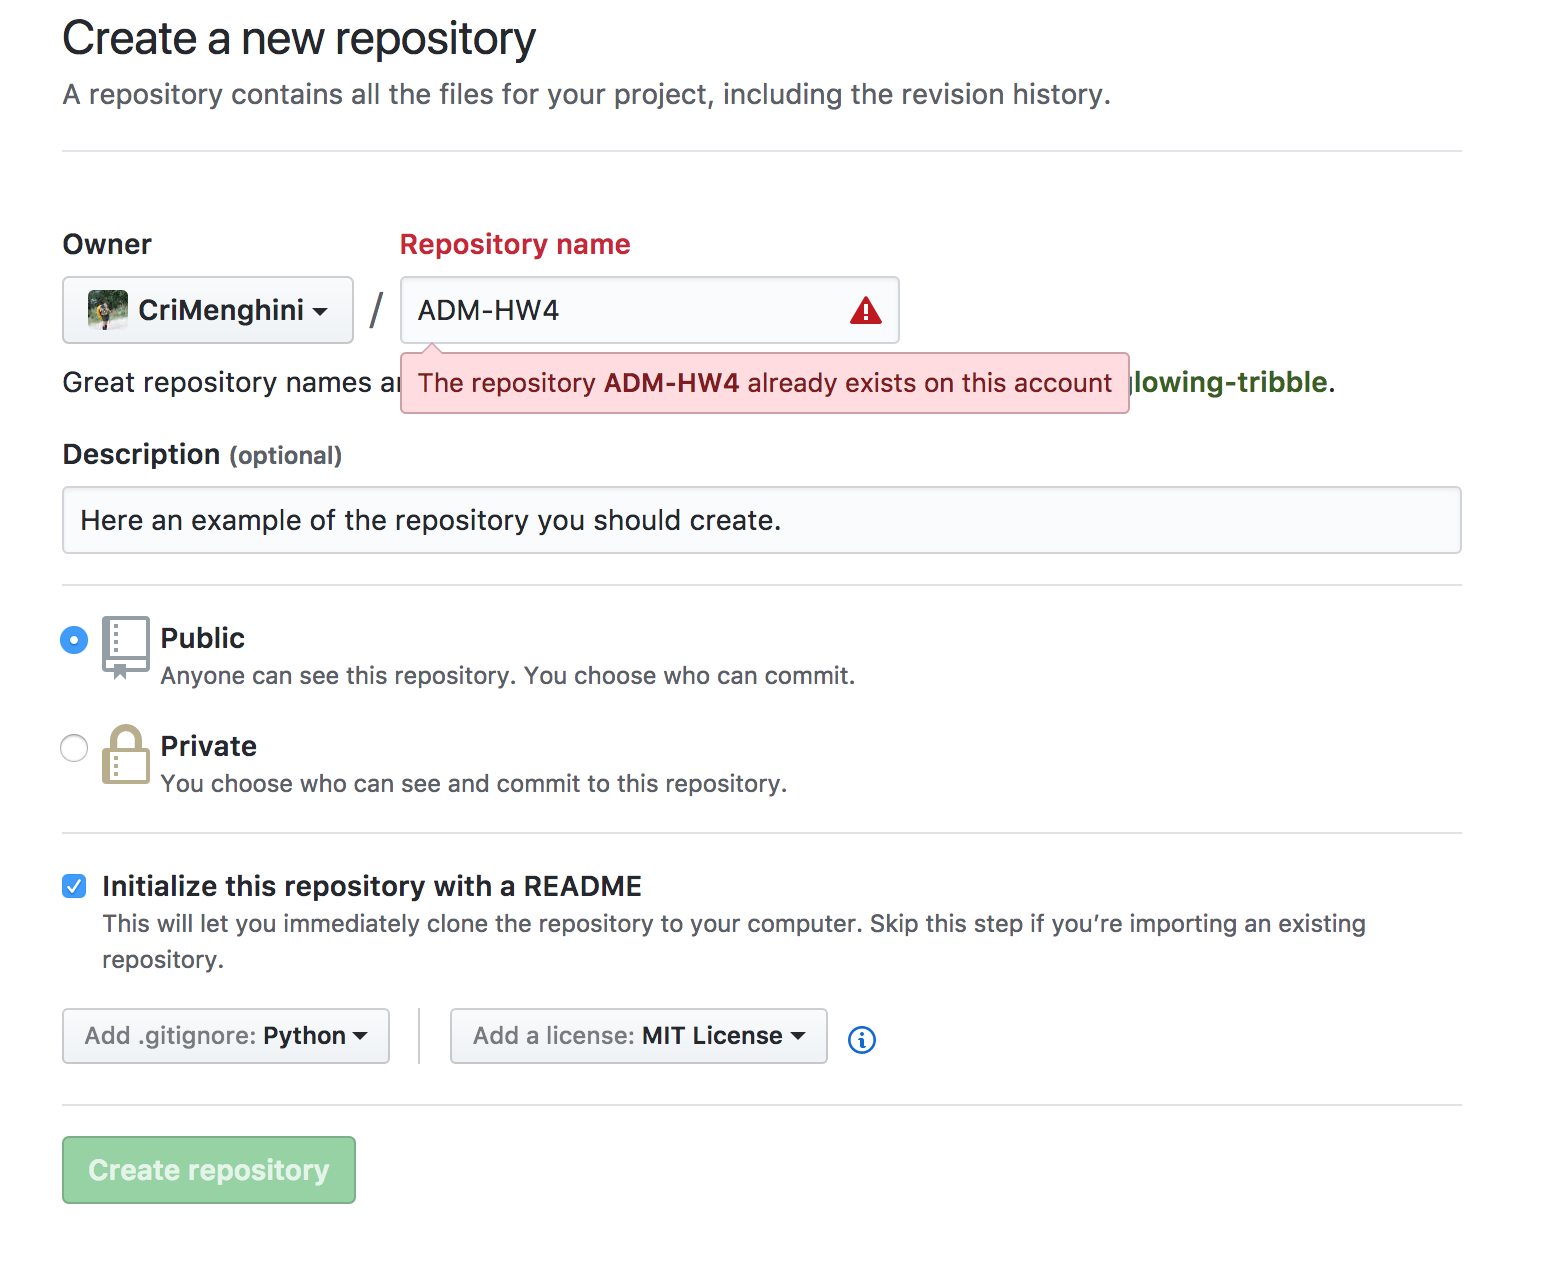 Create a new repository
A repository contains all the files for your project, including the revision history.
Owner
Repository name
CriMenghini / ADM-HW4
Great repository names
The repository ADM-HW4 already exists on this account
lowing-tribble.
Description (optional)
Here an example of the repository you should create.
Public
Anyone can see this repository. You choose who can commit.
Private
You choose who can see and commit to this repository.
Initialize this repository with a README
This will let you immediately clone the repository to your computer. Skip this step if you’re importing an existing
repository.
Add .gitignore: Python
Add a license: MIT License
Create repository